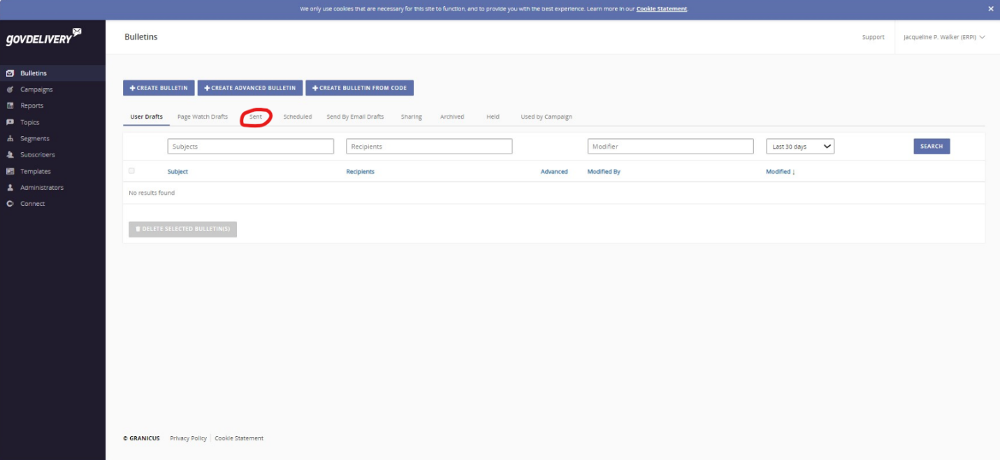 We only use cookies that are necessary for this site to function, and to provide you with the best experience. Learn more in our Cookie Statement.
GOVDELIVERY
Bulletins
Support
Jacqueline P. Walker (ERPI)
Bulletins
Campaigns
Reports
Topics
Segments
Subscribers
Templates
Administrators
Connect
+ CREATE BULLETIN + CREATE ADVANCED BULLETIN + CREATE BULLETIN FROM CODE
User Drafts Page Watch Drafts Sent Scheduled Send By Email Drafts Sharing Archived Held Used by Campaign
Subjects Recipients Modifier Last 30 days SEARCH
Subject Recipients Advanced Modified By Modified ↓
No results found
DELETE SELECTED BULLETIN(S)
© GRANICUS Privacy Policy Cookie Statement